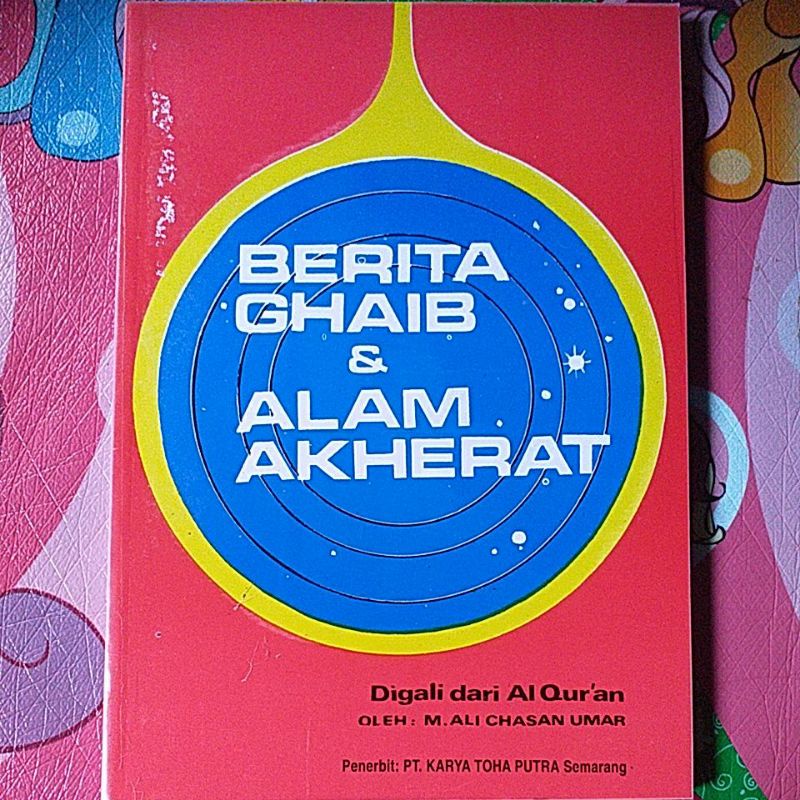 BERITA
GHAIB
&
ALAM
AKHERAT
Digali dari Al Qur'an
OLEH: M. ALI CHASAN UMAR
Penerbit: PT. KARYA TOHA PUTRA Semarang